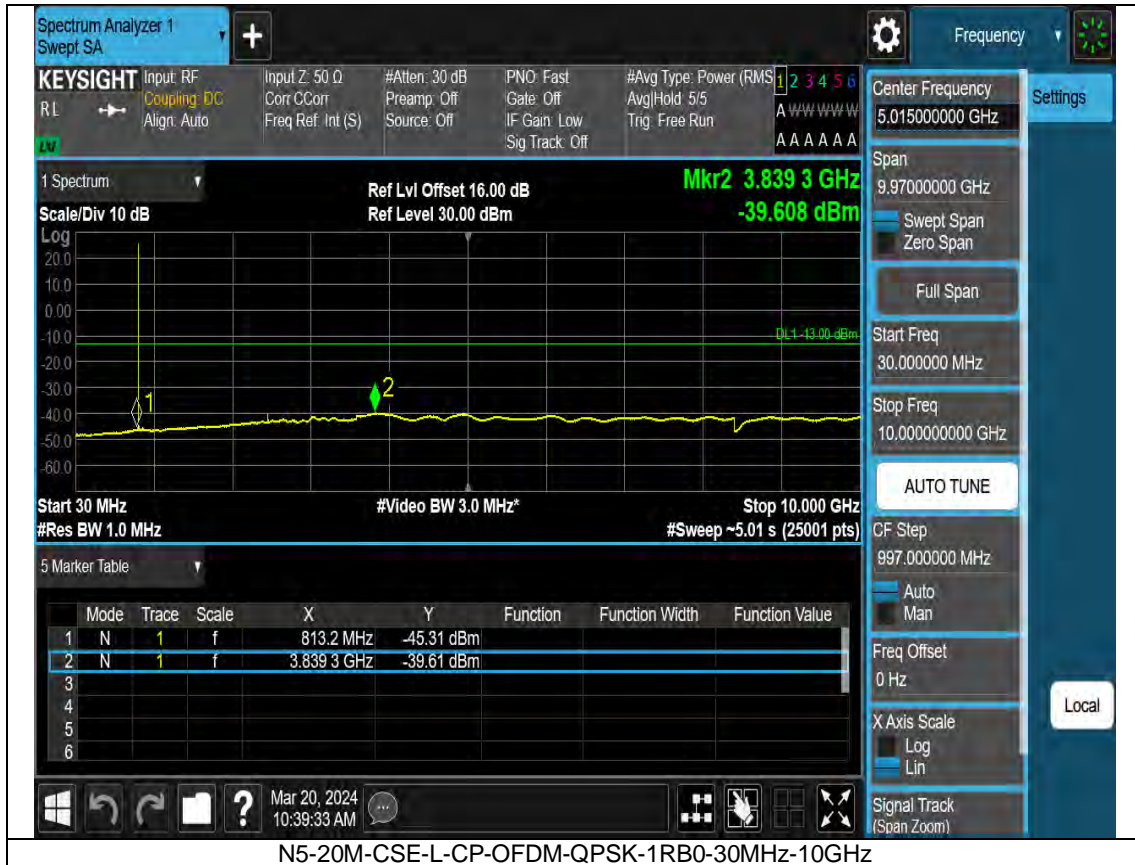 Spectrum Analyzer 1
Swept SA
Frequency
KEYSIGHT
RL
LXI
Input: RF
Coupling: DC
Align: Auto
Input Z: 50 Ω
Corr CCorr
Freq Ref: Int (S)
#Atten: 30 dB
Preamp: Off
Source: Off
PNO: Fast
Gate: Off
IF Gain: Low
Sig Track: Off
#Avg Type: Power (RMS
Avg|Hold: 5/5
Trig: Free Run
1 2 3 4 5 6
A W W W W W
A A A A A A
1 Spectrum
Scale/Div 10 dB
Ref Lvl Offset 16.00 dB
Ref Level 30.00 dBm
Mkr2 3.839 3 GHz
-39.608 dBm
Log
20.0
10.0
0.00
-10.0
-20.0
-30.0
-40.0
-50.0
-60.0
DL1 -13.00 dBm
1
2
Start 30 MHz
#Video BW 3.0 MHz*
Stop 10.000 GHz
#Res BW 1.0 MHz
#Sweep ~5.01 s (25001 pts)
5 Marker Table
Mode Trace Scale X Y Function Function Width Function Value
1 N 1 f 813.2 MHz -45.31 dBm
2 N 1 f 3.839 3 GHz -39.61 dBm
3
4
5
6
Mar 20, 2024
10:39:33 AM
Center Frequency
5.015000000 GHz
Settings
Span
9.97000000 GHz
Swept Span
Zero Span
Full Span
Start Freq
30.000000 MHz
Stop Freq
10.000000000 GHz
AUTO TUNE
CF Step
997.000000 MHz
Auto
Man
Freq Offset
0 Hz
X Axis Scale
Log
Lin
Local
Signal Track
(Span Zoom)
N5-20M-CSE-L-CP-OFDM-QPSK-1RB0-30MHz-10GHz